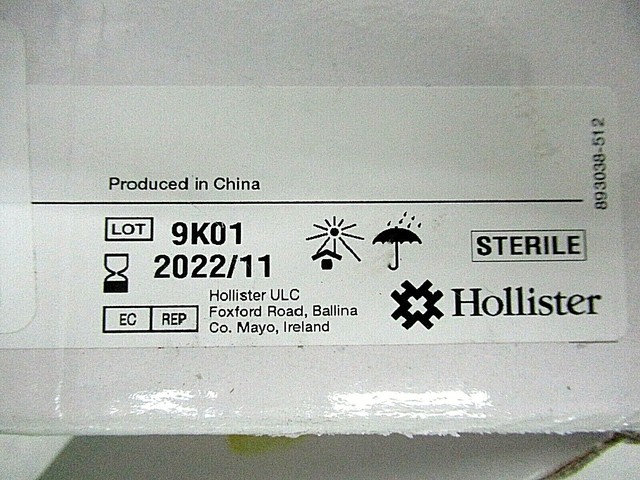 Produced in China
LOT 9K01
2022/11
STERILE
EC REP
Hollister ULC
Foxford Road, Ballina
Co. Mayo, Ireland
Hollister
893038-512